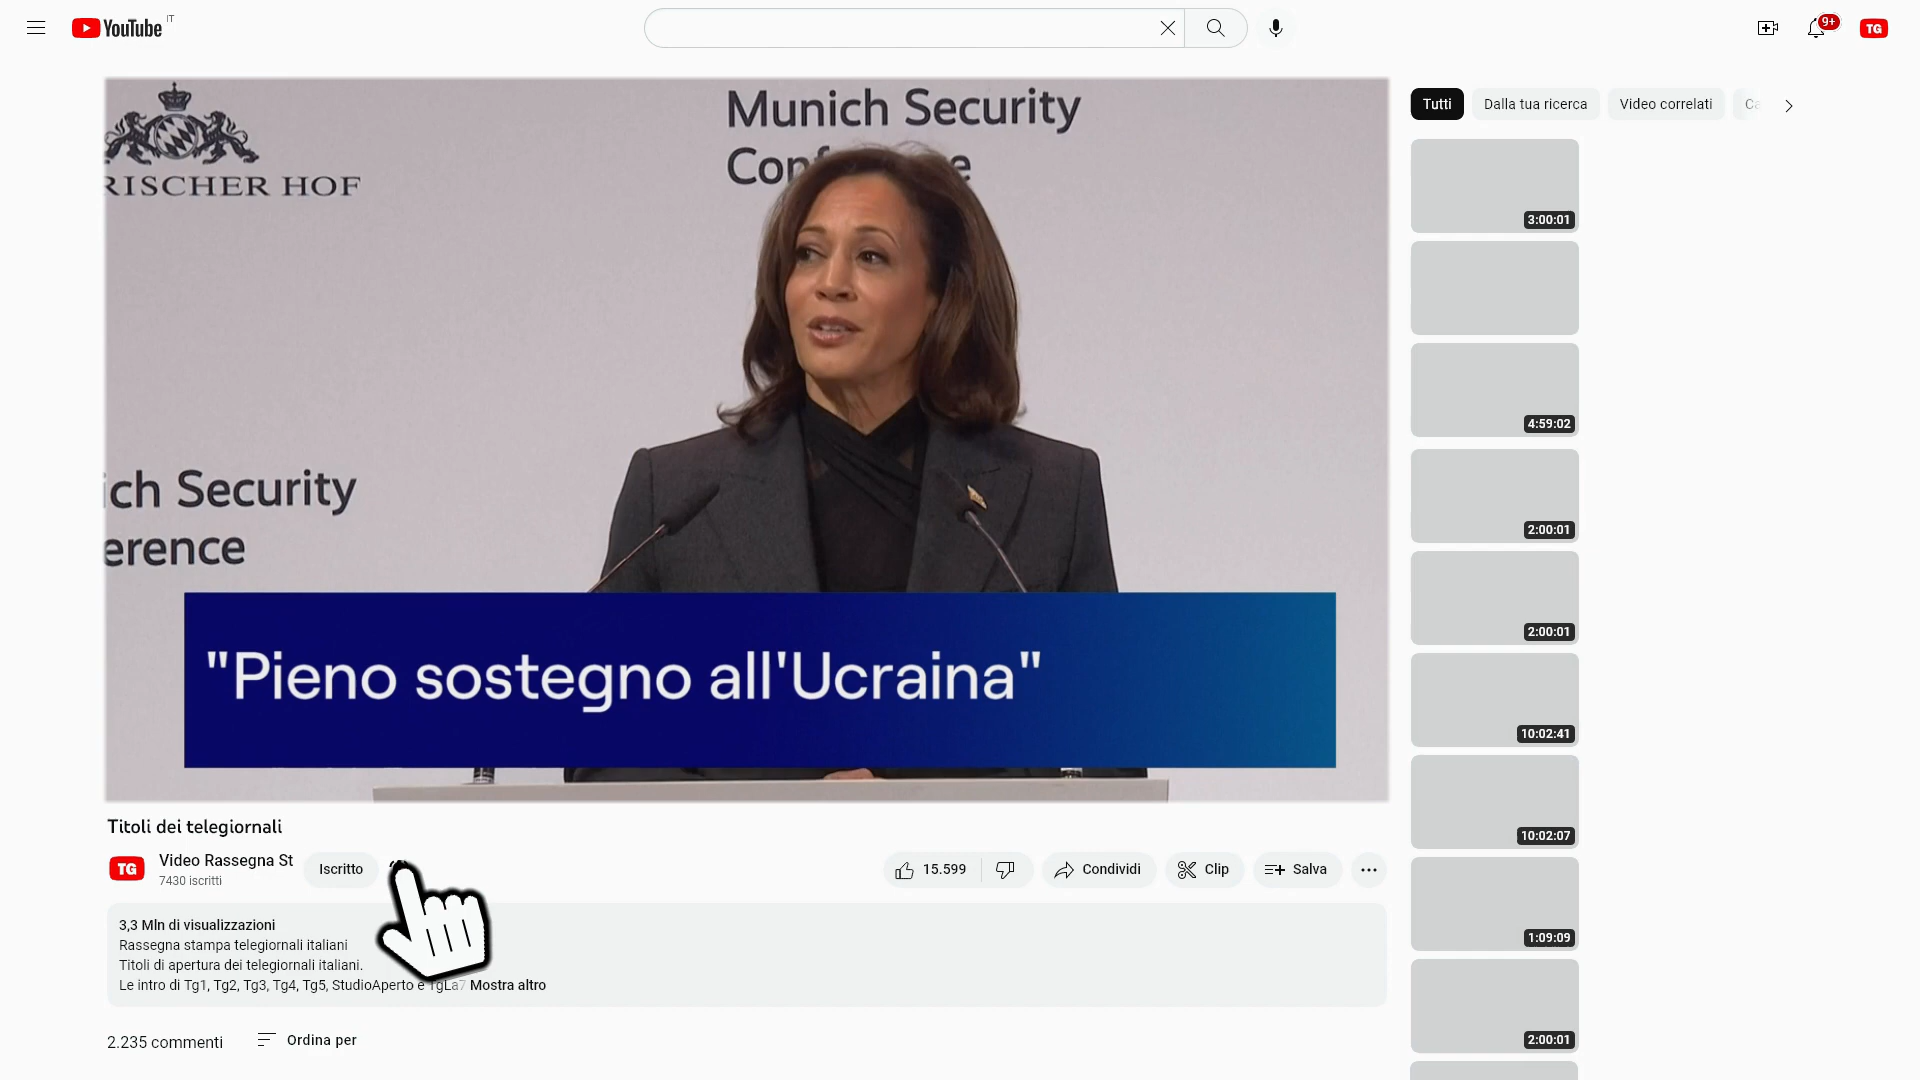 YouTube IT
9+
TG
Munich Security
RISCHER HOF
ich Security
erence
"Pieno sostegno all'Ucraina"
Titoli dei telegiornali
TG
Video Rassegna St
7430 iscritti
Iscritto
15.599
Condividi
Clip
Salva
3,3 Mln di visualizzazioni
Rassegna stampa telegiornali italiani
Titoli di apertura dei telegiornali italiani.
Le intro di Tg1, Tg2, Tg3, Tg4, Tg5, StudioAperto e TgLa7 Mostra altro
2.235 commenti
Ordina per
Tutti
Dalla tua ricerca
Video correlati
3:00:01
4:59:02
2:00:01
2:00:01
10:02:41
10:02:07
1:09:09
2:00:01